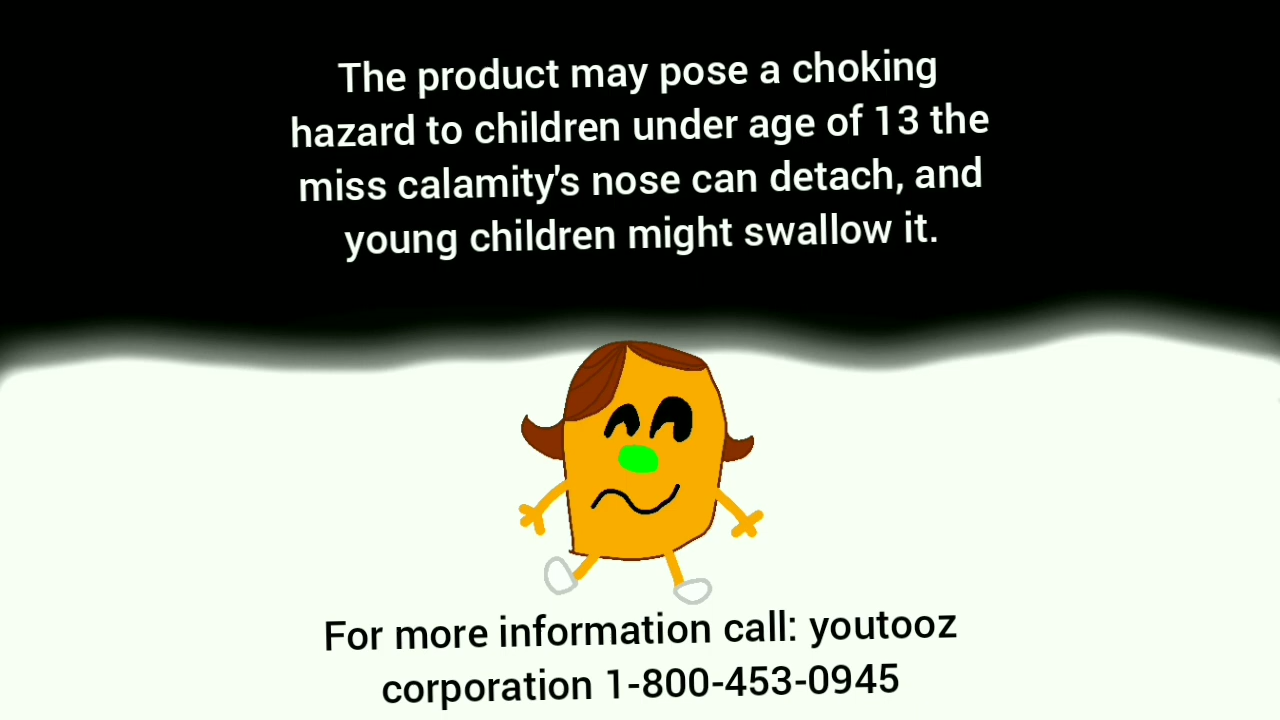 The product may pose a choking
hazard to children under age of 13 the
miss calamity's nose can detach, and
young children might swallow it.
For more information call: youtooz
corporation 1-800-453-0945